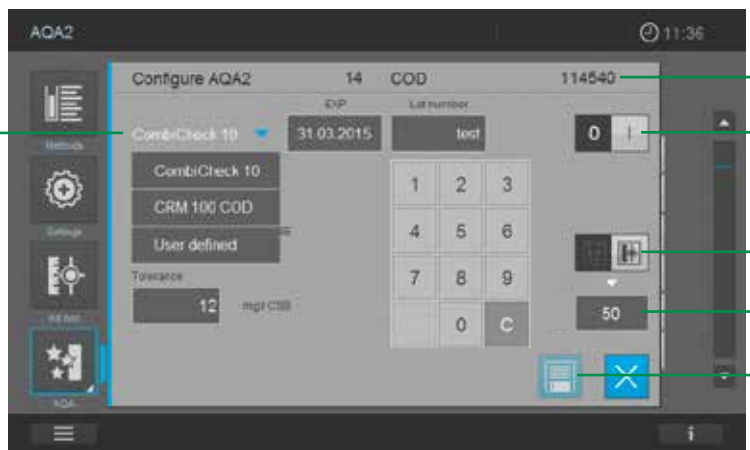 AQA2 11:36
Configure AQA2 14 COD 114540
EXP Lot number
CombiCheck 10 31.03.2015 test 0 I
Methods
CombiCheck 10
1 2 3
CRM 100 COD
4 5 6
Settings
User defined
Tolerance
7 8 9
12 mg/l CSB
50
0 C
AQA
i